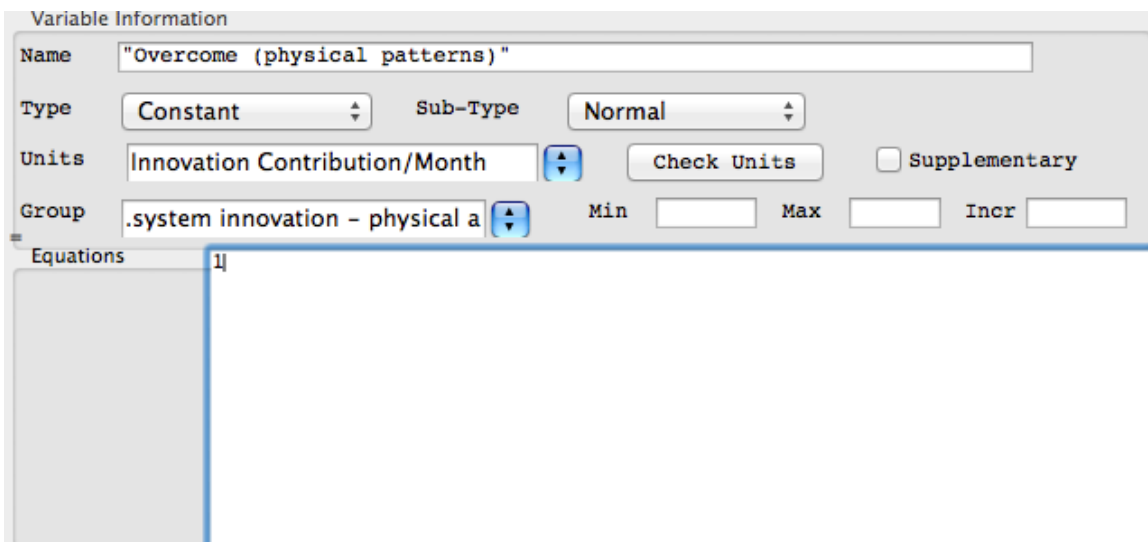 Variable Information
Name "Overcome (physical patterns)"
Type Constant Sub-Type Normal
Units Innovation Contribution/Month Check Units Supplementary
Group .system innovation – physical a Min Max Incr
=
Equations 1